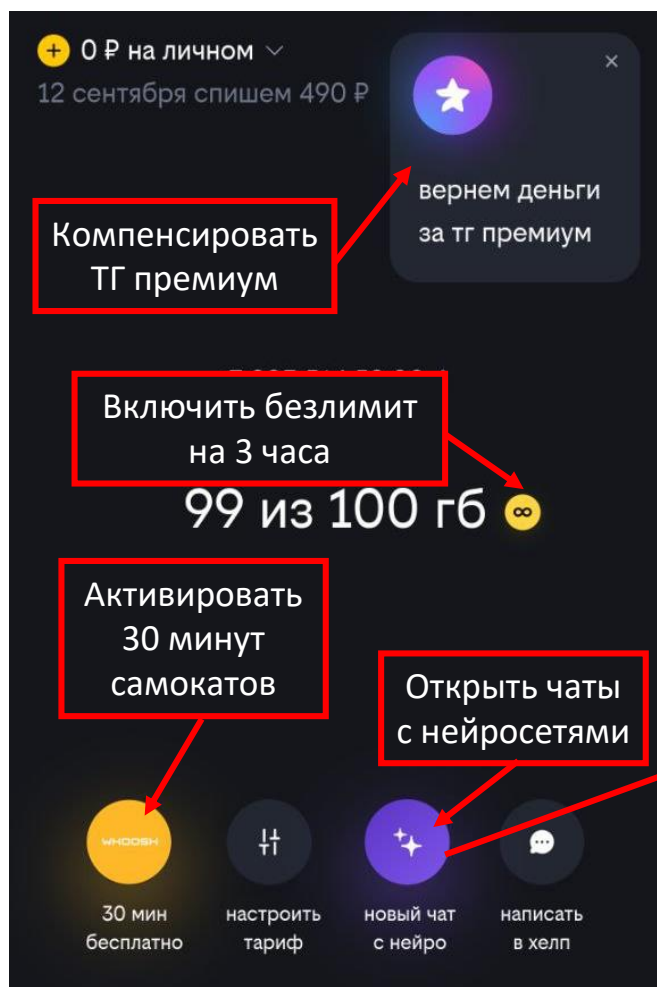 0 ₽ на личном
12 сентября спишем 490 ₽
вернем деньги
за тг премиум
Компенсировать
ТГ премиум
Включить безлимит
на 3 часа
99 из 100 гб
Активировать
30 минут
самокатов
Открыть чаты
с нейросетями
WHOOSH
30 мин
бесплатно
настроить
тариф
новый чат
с нейро
написать
в хелп